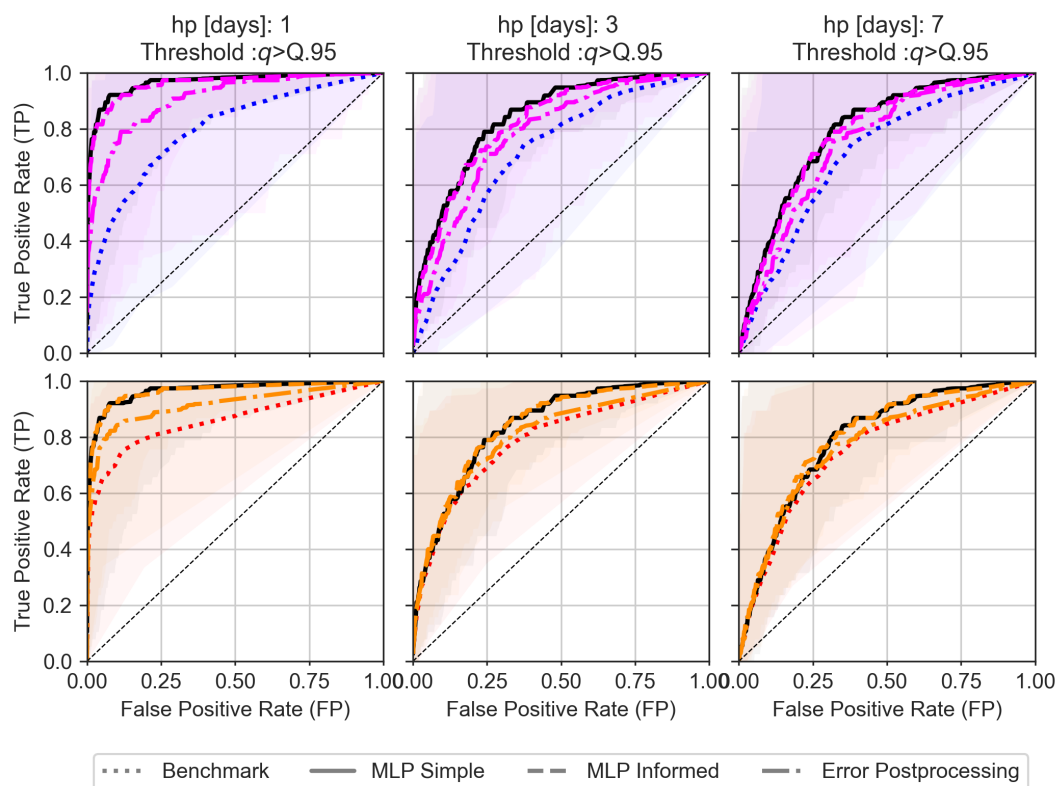 hp [days]: 1
Threshold :q>Q.95
hp [days]: 3
Threshold :q>Q.95
hp [days]: 7
Threshold :q>Q.95
True Positive Rate (TP)
1.0
0.8
0.6
0.4
0.2
0.0
True Positive Rate (TP)
1.0
0.8
0.6
0.4
0.2
0.0
0.00 0.25 0.50 0.75 1.00
0.00 0.25 0.50 0.75 1.00
0.00 0.25 0.50 0.75 1.00
False Positive Rate (FP)
False Positive Rate (FP)
False Positive Rate (FP)
Benchmark MLP Simple MLP Informed Error Postprocessing